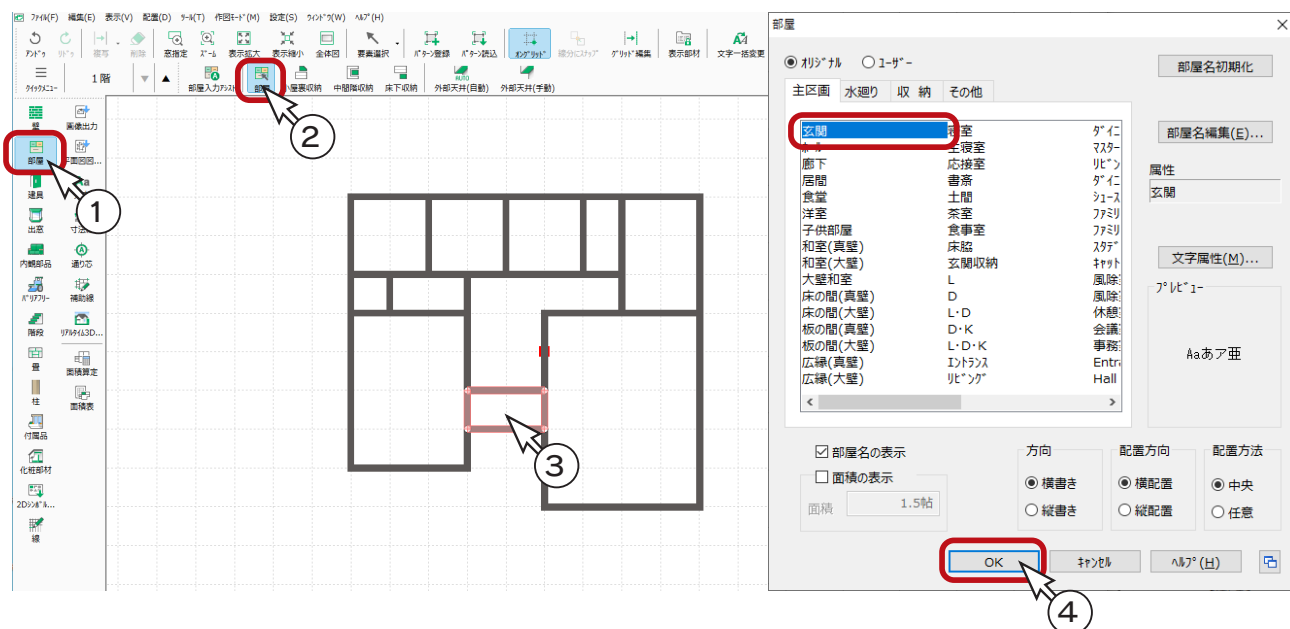 ﾌｧｲﾙ(F) 編集(E) 表示(V) 配置(D) ﾂｰﾙ(T) 作図ﾓｰﾄﾞ(M) 設定(S) ｳｨﾝﾄﾞｳ(W) ﾍﾙﾌﾟ(H)
ｱﾝﾄﾞｩ ﾘﾄﾞｩ 複写 削除 窓指定 ｽﾞｰﾑ 表示拡大 表示縮小 全体図 要素選択 ﾊﾟﾀｰﾝ登録 ﾊﾟﾀｰﾝ読込 ｵﾝｸﾞﾘｯﾄﾞ 線分にｽﾅｯﾌﾟ ｸﾞﾘｯﾄﾞ編集 表示部材 文字一括変更
ｸｲｯｸﾒﾆｭｰ 1 階 部屋入力ｱｼｽﾄ 部屋 小屋裏収納 中間階収納 床下収納 外部天井(自動) 外部天井(手動)
AUTO
壁 画像出力
部屋 平面図図...
建具
出窓
内観部品 通り芯
ﾊﾞﾘｱﾌﾘｰ 補助線
階段 ﾘｱﾙﾀｲﾑ3D...
畳 面積算定
柱 面積表
付属品
化粧部材
2Dｼﾝﾎﾞﾙ...
線
1
2
3
部屋
ｵﾘｼﾞﾅﾙ ﾕｰｻﾞｰ
主区画 水廻り 収 納 その他
玄関 寝室 ﾀﾞｲﾆ
ﾎｰﾙ 主寝室 ﾏｽﾀｰ
廊下 応接室 ﾘﾋﾞﾝ
居間 書斎 ﾀﾞｲﾆ
食堂 土間 ｼｭｰｽ
洋室 茶室 ﾌｧﾐﾘ
子供部屋 食事室 ﾌｧﾐﾘ
和室(真壁) 床脇 ｽﾀﾃﾞ
和室(大壁) 玄関収納 ｷｬｯﾄ
大壁和室 L 風除
床の間(真壁) D 風除
床の間(大壁) L・D 休憩
板の間(真壁) D・K 会議
板の間(大壁) L・D・K 事務
広縁(真壁) ｴﾝﾄﾗﾝｽ Entr
広縁(大壁) ﾘﾋﾞﾝｸﾞ Hall
部屋名初期化
部屋名編集(E)...
属性
玄関
文字属性(M)...
ﾌﾟﾚﾋﾞｭｰ
Aaあア亜
部屋名の表示
面積の表示
面積 1.5帖
方向 配置方向 配置方法
横書き 横配置 中央
縦書き 縦配置 任意
OK ｷｬﾝｾﾙ ﾍﾙﾌﾟ(H)
4